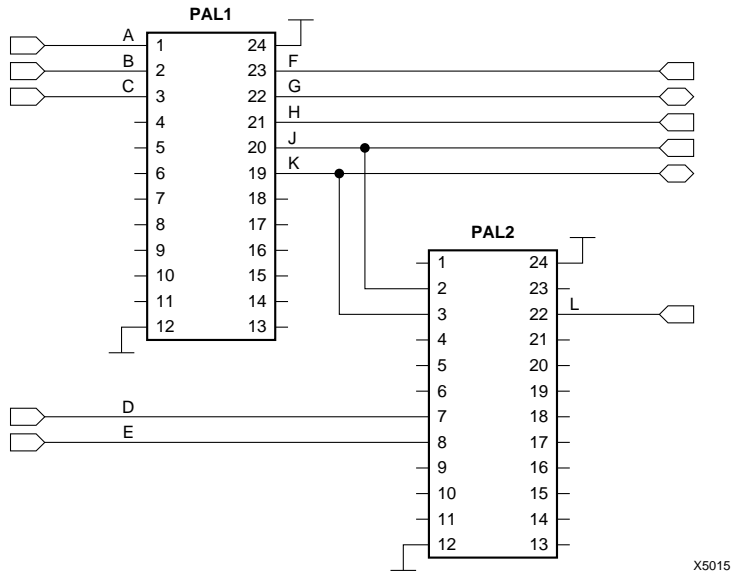 PAL1
A 1 24
B 2 23 F
C 3 22 G
4 21 H
5 20 J
6 19 K
7 18
8 17
9 16
10 15
11 14
12 13
PAL2
1 24
2 23
3 22 L
4 21
5 20
6 19
D 7 18
E 8 17
9 16
10 15
11 14
12 13
X5015